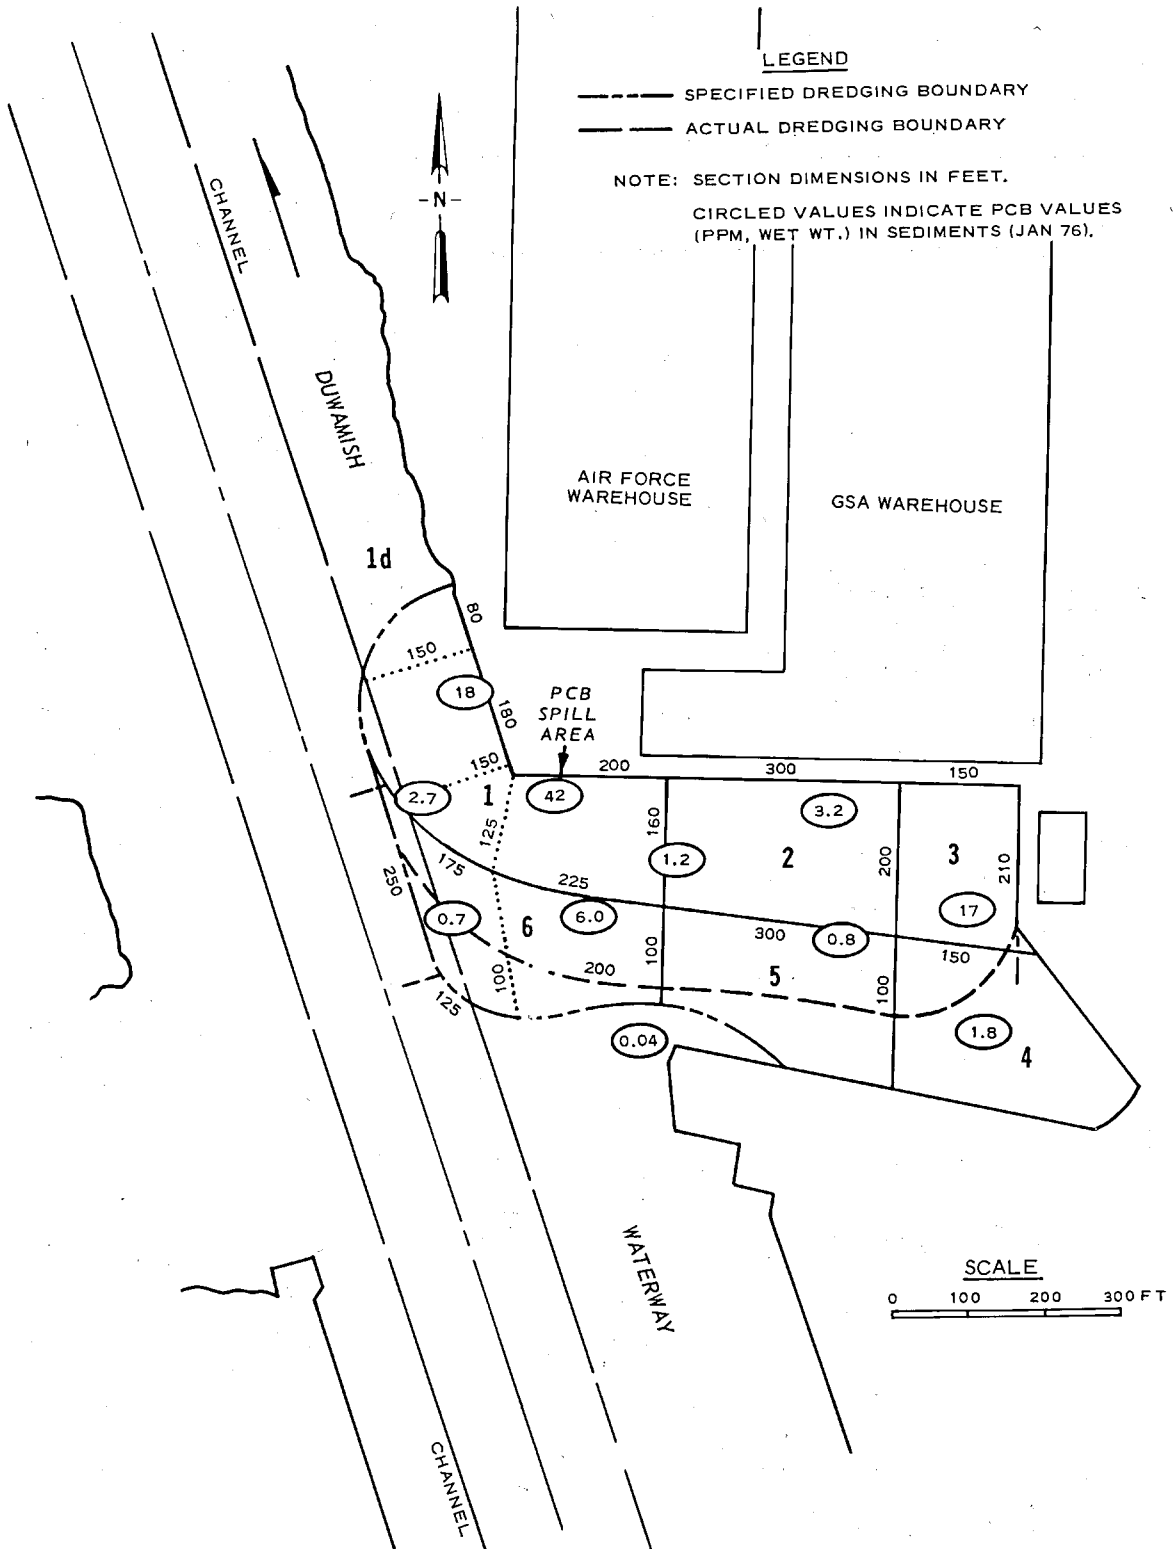 LEGEND
SPECIFIED DREDGING BOUNDARY
ACTUAL DREDGING BOUNDARY
NOTE: SECTION DIMENSIONS IN FEET.
CIRCLED VALUES INDICATE PCB VALUES
(PPM, WET WT.) IN SEDIMENTS (JAN 76).
-N-
CHANNEL
DUWAMISH
AIR FORCE
WAREHOUSE
GSA WAREHOUSE
1d
80
150
18
180
PCB
SPILL
AREA
150
200
300
150
2.7
1
42
3.2
125
160
1.2
2
200
3
210
175
250
225
17
0.7
6
6.0
300
0.8
150
100
200
100
5
100
125
0.04
1.8
4
WATERWAY
SCALE
0 100 200 300 FT
CHANNEL